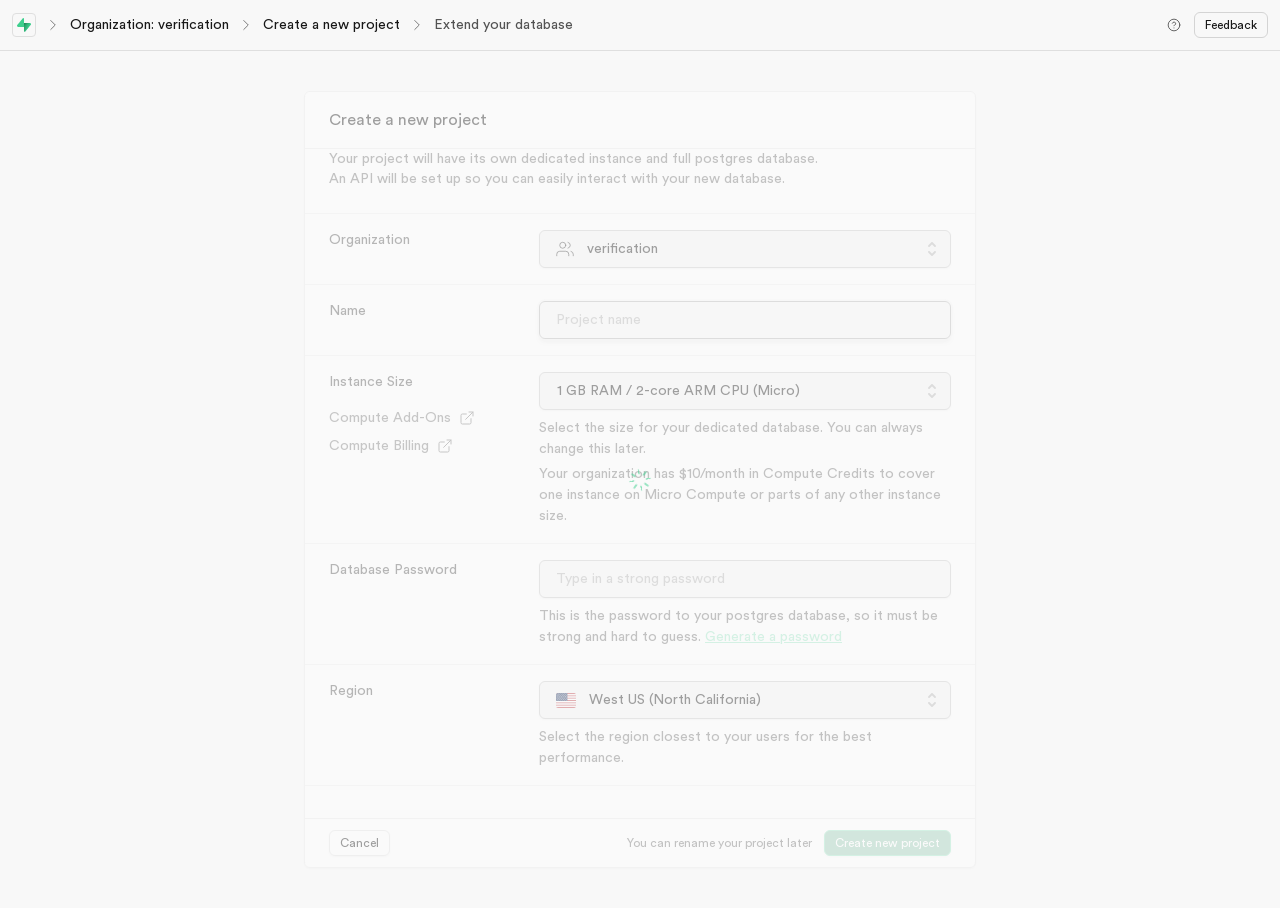 Organization: verification
Create a new project
Extend your database
Feedback
Create a new project
Your project will have its own dedicated instance and full postgres database.
An API will be set up so you can easily interact with your new database.
Organization
verification
Name
Project name
Instance Size
1 GB RAM / 2-core ARM CPU (Micro)
Compute Add-Ons
Compute Billing
Select the size for your dedicated database. You can always
change this later.
Your organization has $10/month in Compute Credits to cover
one instance on Micro Compute or parts of any other instance
size.
Database Password
Type in a strong password
This is the password to your postgres database, so it must be
strong and hard to guess. Generate a password
Region
West US (North California)
Select the region closest to your users for the best
performance.
Cancel
You can rename your project later
Create new project